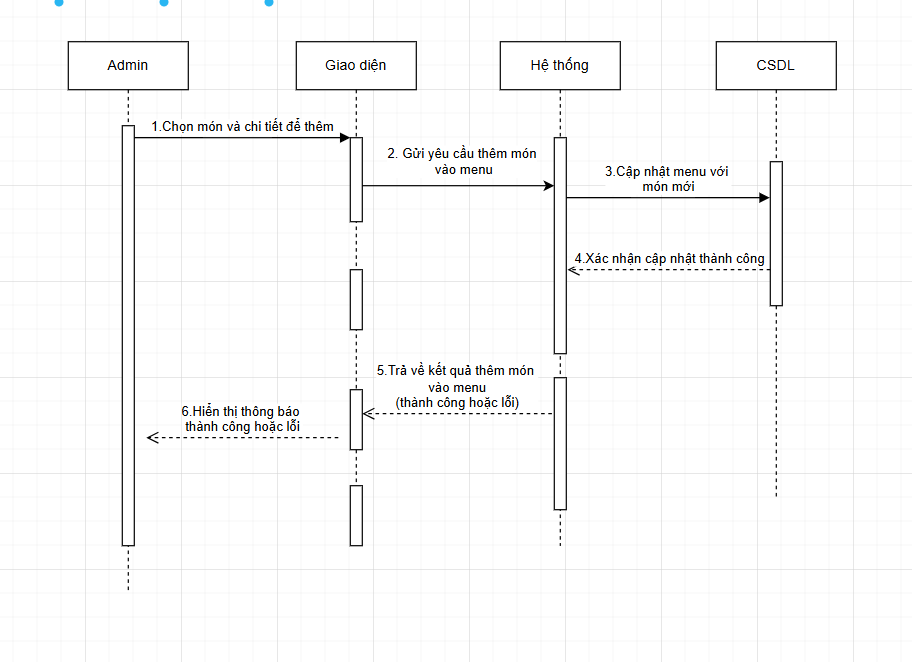 Admin
Giao diện
Hệ thống
CSDL
1.Chọn món và chi tiết để thêm
2. Gửi yêu cầu thêm món
vào menu
3.Cập nhật menu với
món mới
4.Xác nhận cập nhật thành công
5.Trả về kết quả thêm món
vào menu
(thành công hoặc lỗi)
6.Hiển thị thông báo
thành công hoặc lỗi